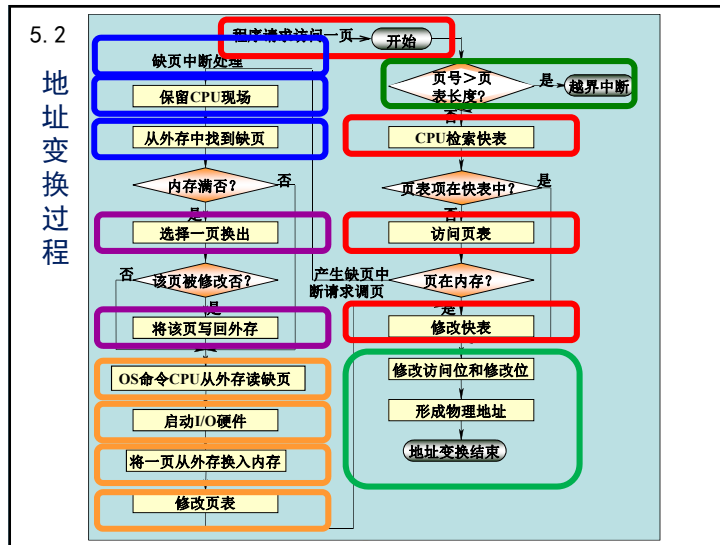 5.2
地址变换过程
程序请求访问一页
开始
缺页中断处理
保留CPU现场
从外存中找到缺页
内存满否?
否
是
选择一页换出
否
该页被修改否?
是
将该页写回外存
OS命令CPU从外存读缺页
启动I/O硬件
将一页从外存换入内存
修改页表
页号>页
表长度?
是
越界中断
否
CPU检索快表
页表项在快表中?
是
否
访问页表
产生缺页中
断请求调页
页在内存?
是
修改快表
修改访问位和修改位
形成物理地址
地址变换结束